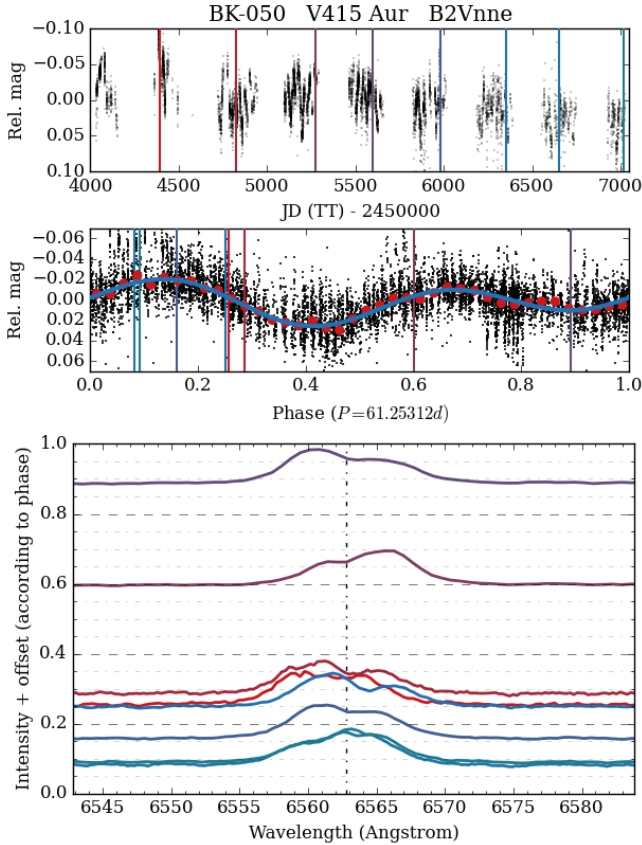 BK-050 V415 Aur B2Vnne
−0.10
−0.05
0.00
0.05
0.10
Rel. mag
4000 4500 5000 5500 6000 6500 7000
JD (TT) - 2450000
−0.06
−0.04
−0.02
0.00
0.02
0.04
0.06
Rel. mag
0.0 0.2 0.4 0.6 0.8 1.0
Phase (P=61.25312d)
1.0
0.8
0.6
0.4
0.2
0.0
Intensity + offset (according to phase)
6545 6550 6555 6560 6565 6570 6575 6580
Wavelength (Angstrom)